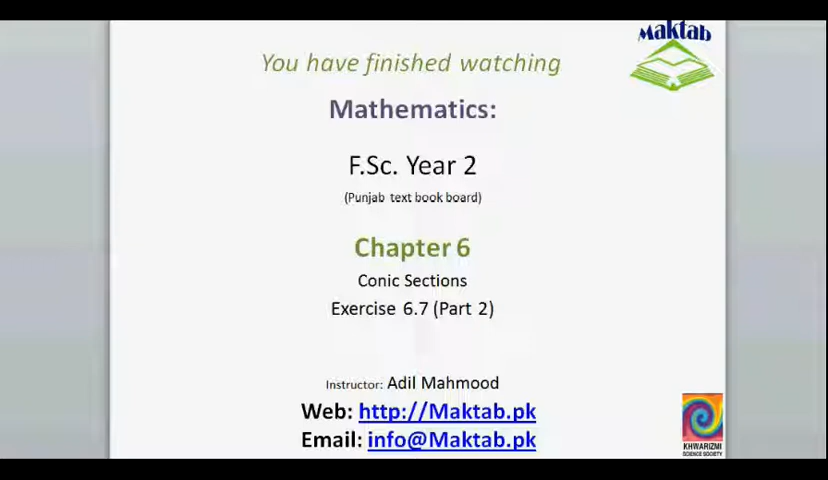 Maktab
You have finished watching
Mathematics:
F.Sc. Year 2
(Punjab text book board)
Chapter 6
Conic Sections
Exercise 6.7 (Part 2)
Instructor: Adil Mahmood
Web: http://Maktab.pk
Email: info@Maktab.pk
KHWARIZMI
SCIENCE SOCIETY